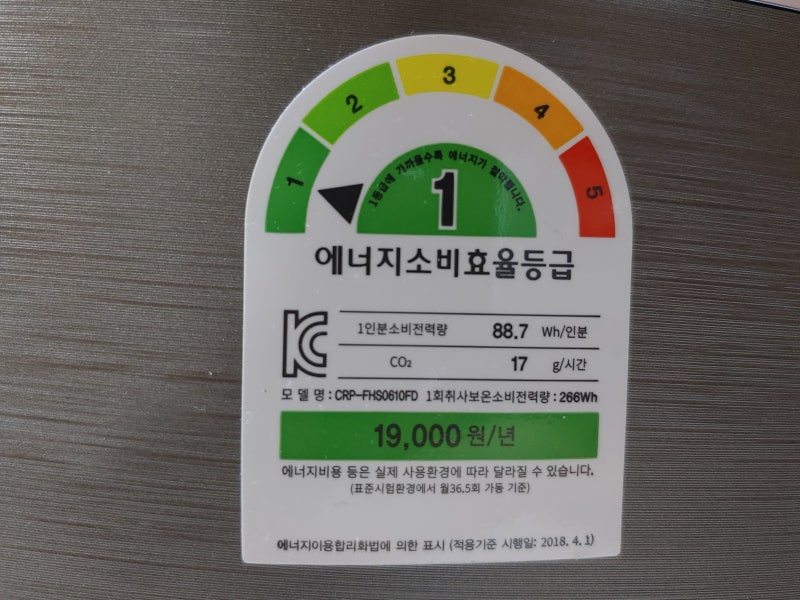 1
2
3
4
5
1등급에 가까울수록 에너지가 절약됩니다.
1
에너지소비효율등급
KC
1인분소비전력량 88.7 Wh/인분
CO₂ 17 g/시간
모 델 명 : CRP-FHS0610FD 1회취사보온소비전력량 : 266Wh
19,000 원/년
에너지비용 등은 실제 사용환경에 따라 달라질 수 있습니다.
(표준시험환경에서 월36.5회 가동 기준)
에너지이용합리화법에 의한 표시 (적용기준 시행일: 2018. 4. 1)